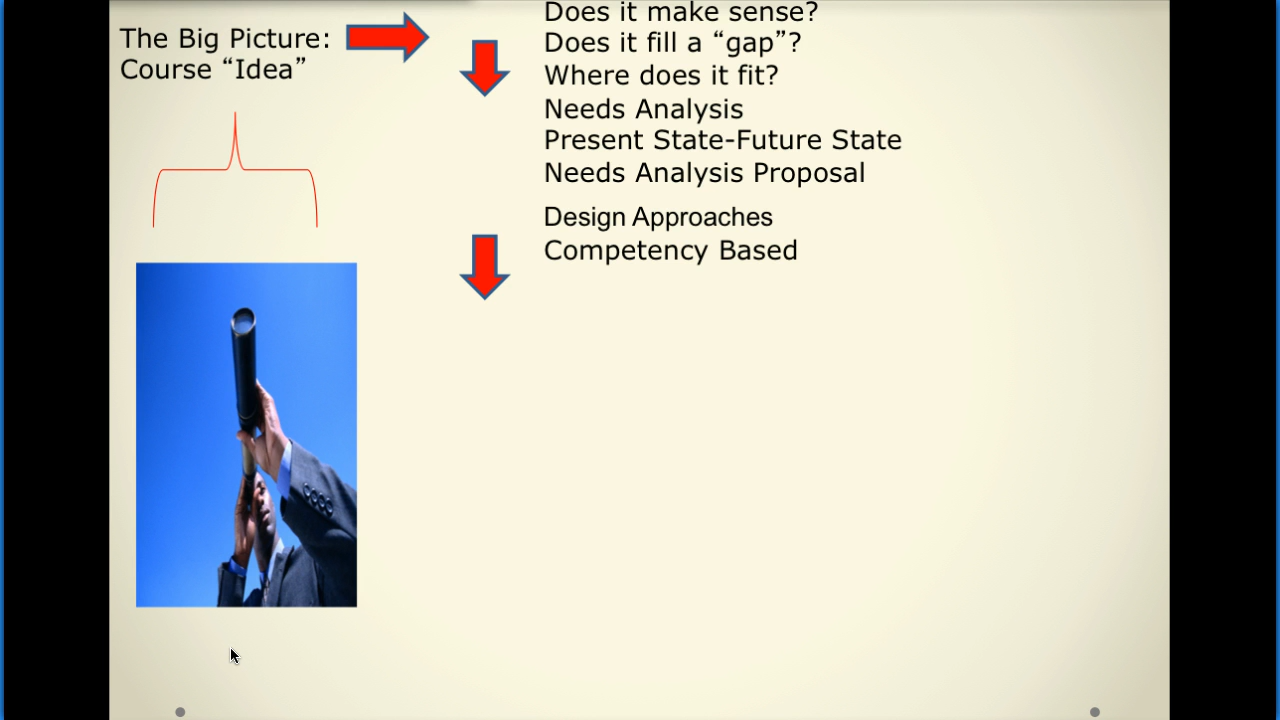 The Big Picture:
Course “Idea”
Does it make sense?
Does it fill a “gap”?
Where does it fit?
Needs Analysis
Present State-Future State
Needs Analysis Proposal
Design Approaches
Competency Based